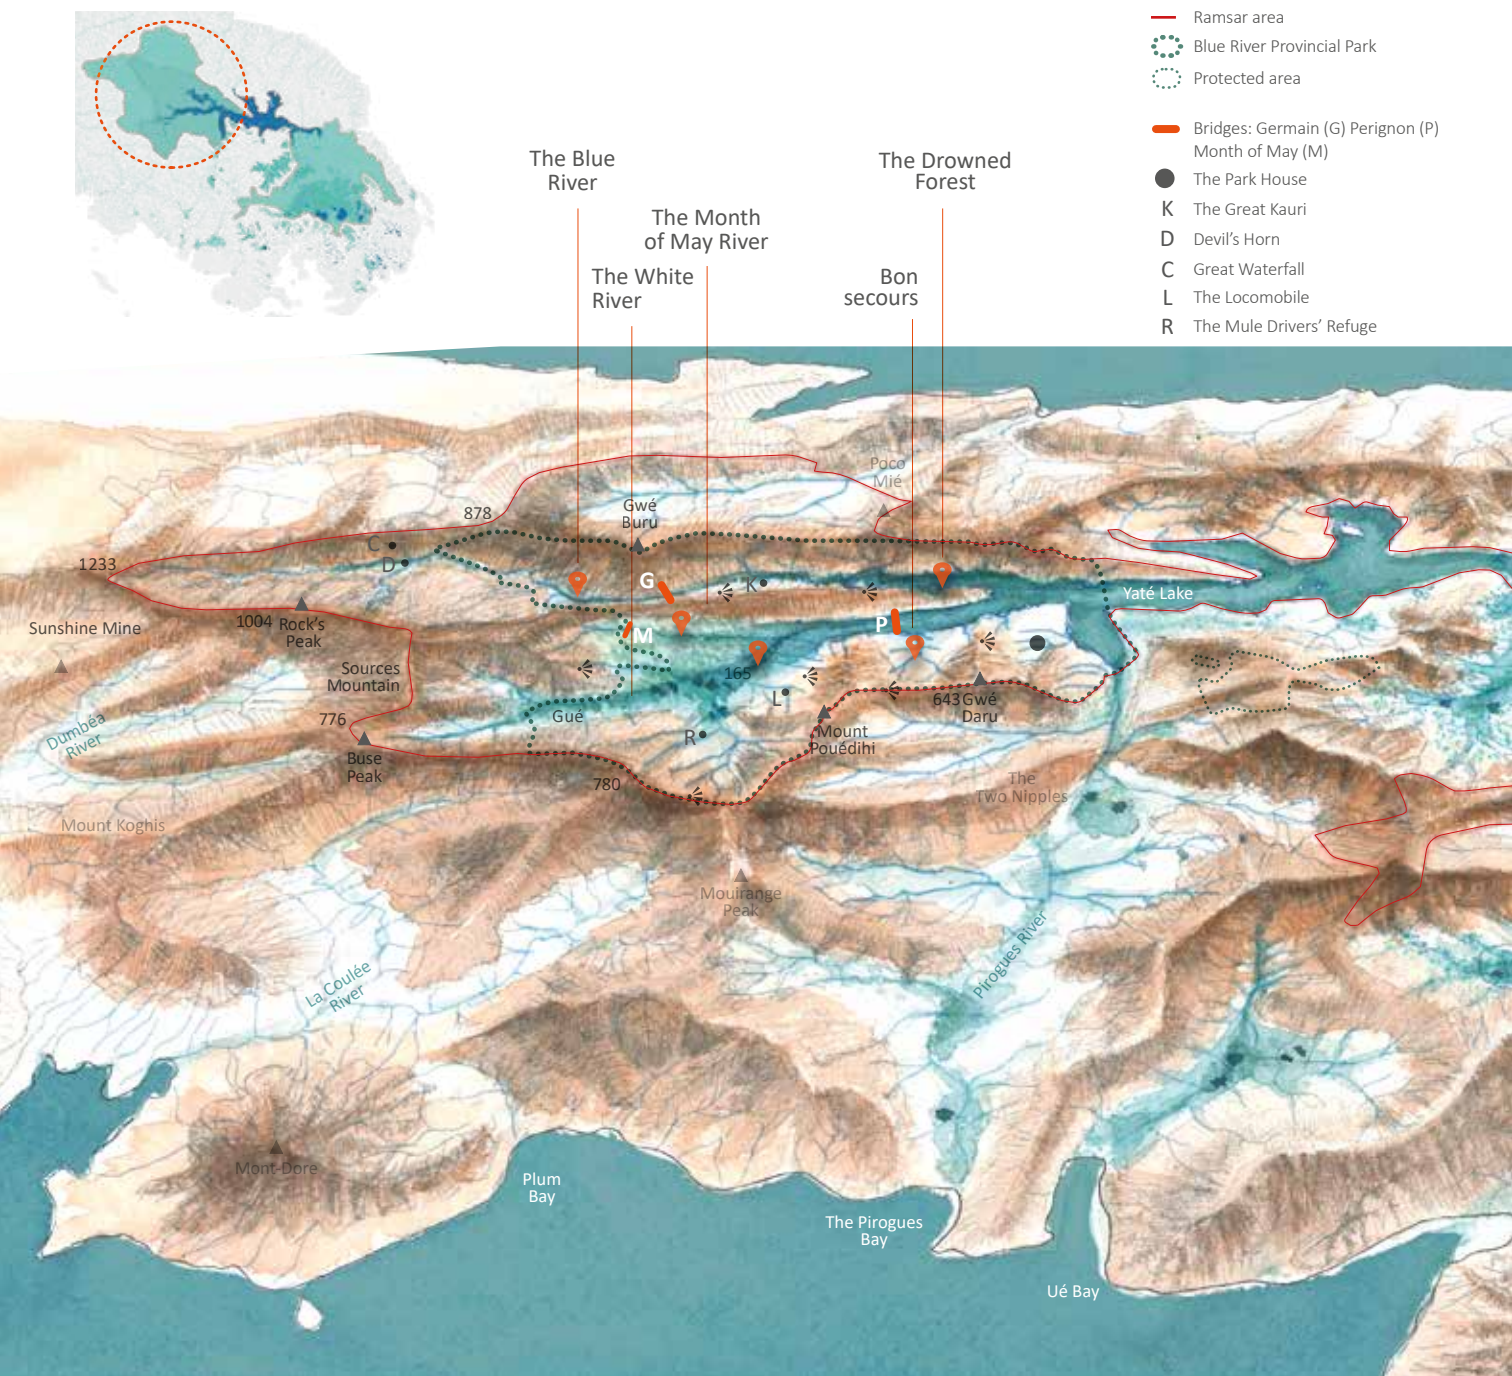 Ramsar area
Blue River Provincial Park
Protected area
Bridges: Germain (G) Perignon (P)
Month of May (M)
The Park House
K The Great Kauri
D Devil's Horn
C Great Waterfall
L The Locomobile
R The Mule Drivers' Refuge
The Blue
River
The Drowned
Forest
The Month
of May River
The White
River
Bon
secours
Poco
Mié
878
Gwé
Buru
C
D
1233
G
K
Yaté Lake
1004
Rock's
Peak
Sunshine Mine
M
P
Sources
Mountain
165
L
643
Gwé
Daru
776
Gué
Dumbéa
River
R
Mount
Pouédihi
Buse
Peak
780
The
Two Nipples
Mount Koghis
Mouirange
Peak
Pirogues River
La Coulée
River
Mont-Dore
Plum
Bay
The Pirogues
Bay
Ué Bay